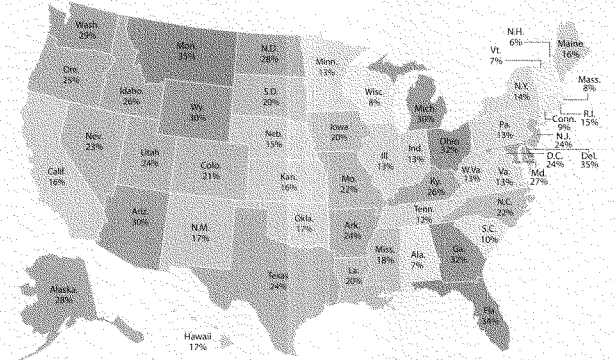 Wash.
29%
Ore.
25%
Calif.
16%
Nev.
23%
Idaho.
26%
Mon.
35%
Wy.
30%
Utah
24%
Colo.
21%
Ariz.
30%
N.M.
17%
N.D.
28%
S.D.
20%
Neb.
15%
Kan.
16%
Okla.
17%
Texas
24%
Minn.
13%
Iowa
20%
Mo.
22%
Ark.
24%
La.
20%
Wisc.
8%
Ill.
13%
Ind.
13%
Mich.
30%
Ohio
32%
Ky.
26%
Tenn.
12%
Miss.
18%
Ala.
7%
Ga.
32%
Fla.
34%
S.C.
10%
N.C.
22%
Va.
13%
W.Va.
13%
Pa.
13%
N.Y.
14%
Vt.
7%
N.H.
6%
Maine
16%
Mass.
8%
R.I.
15%
Conn.
9%
N.J.
24%
Del.
35%
D.C.
24%
Md.
27%
Alaska.
28%
Hawaii
17%